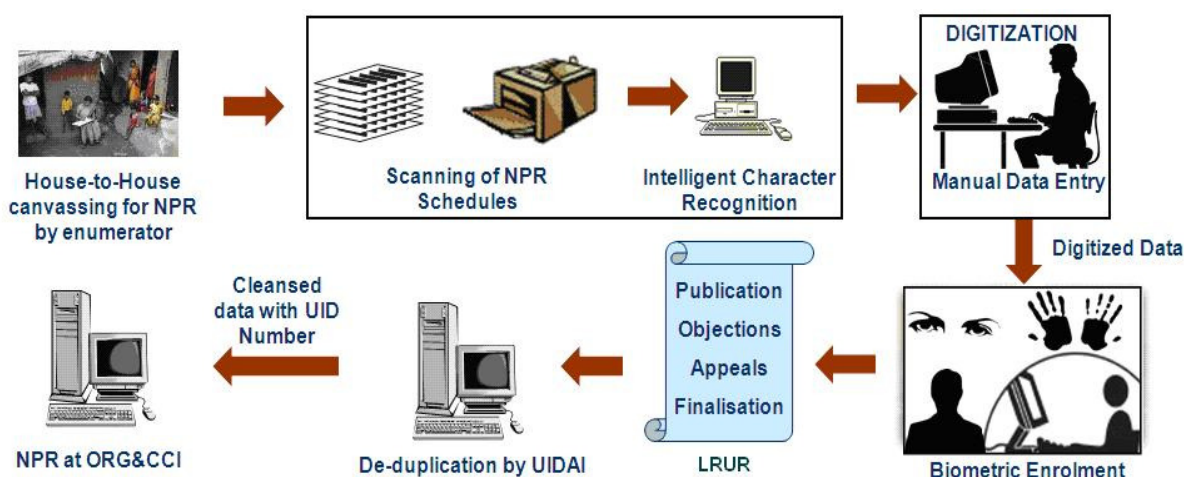 House-to-House
canvassing for NPR
by enumerator
Scanning of NPR
Schedules
Intelligent Character
Recognition
DIGITIZATION
Manual Data Entry
Digitized Data
Biometric Enrolment
Publication
Objections
Appeals
Finalisation
LRUR
De-duplication by UIDAI
Cleansed
data with UID
Number
NPR at ORG&CCI